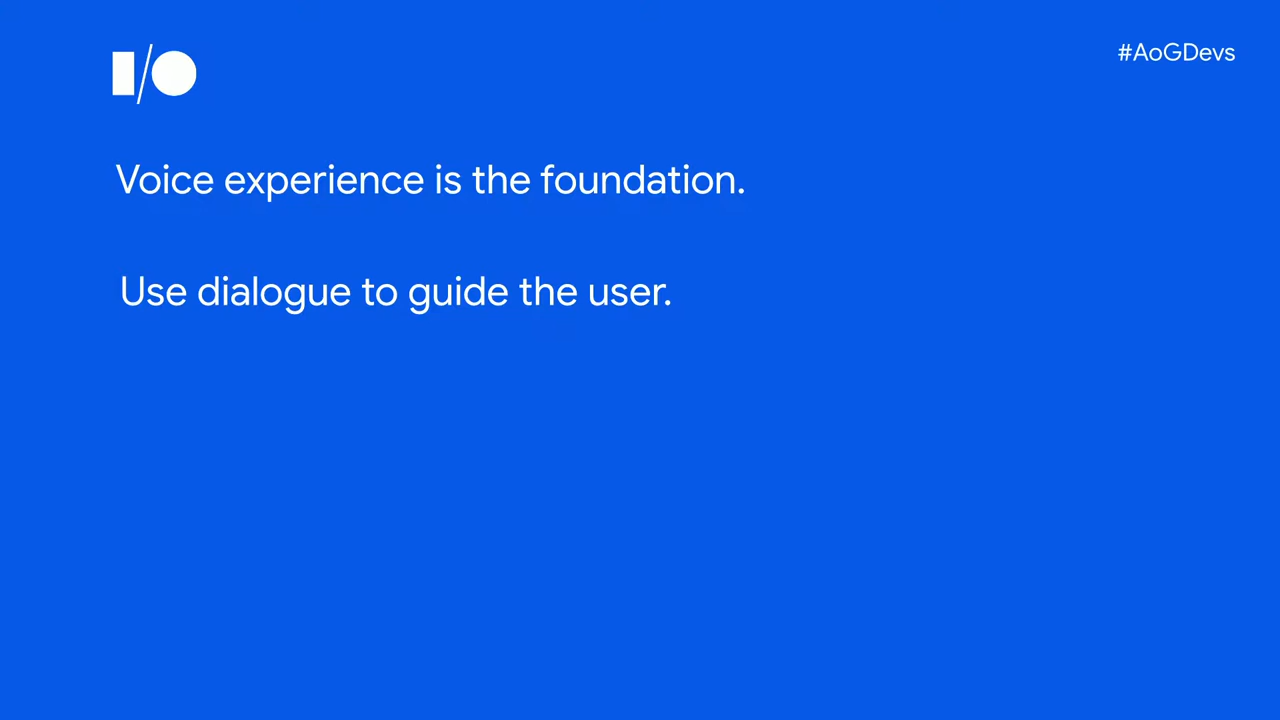 I/O
#AoGDevs
Voice experience is the foundation.
Use dialogue to guide the user.